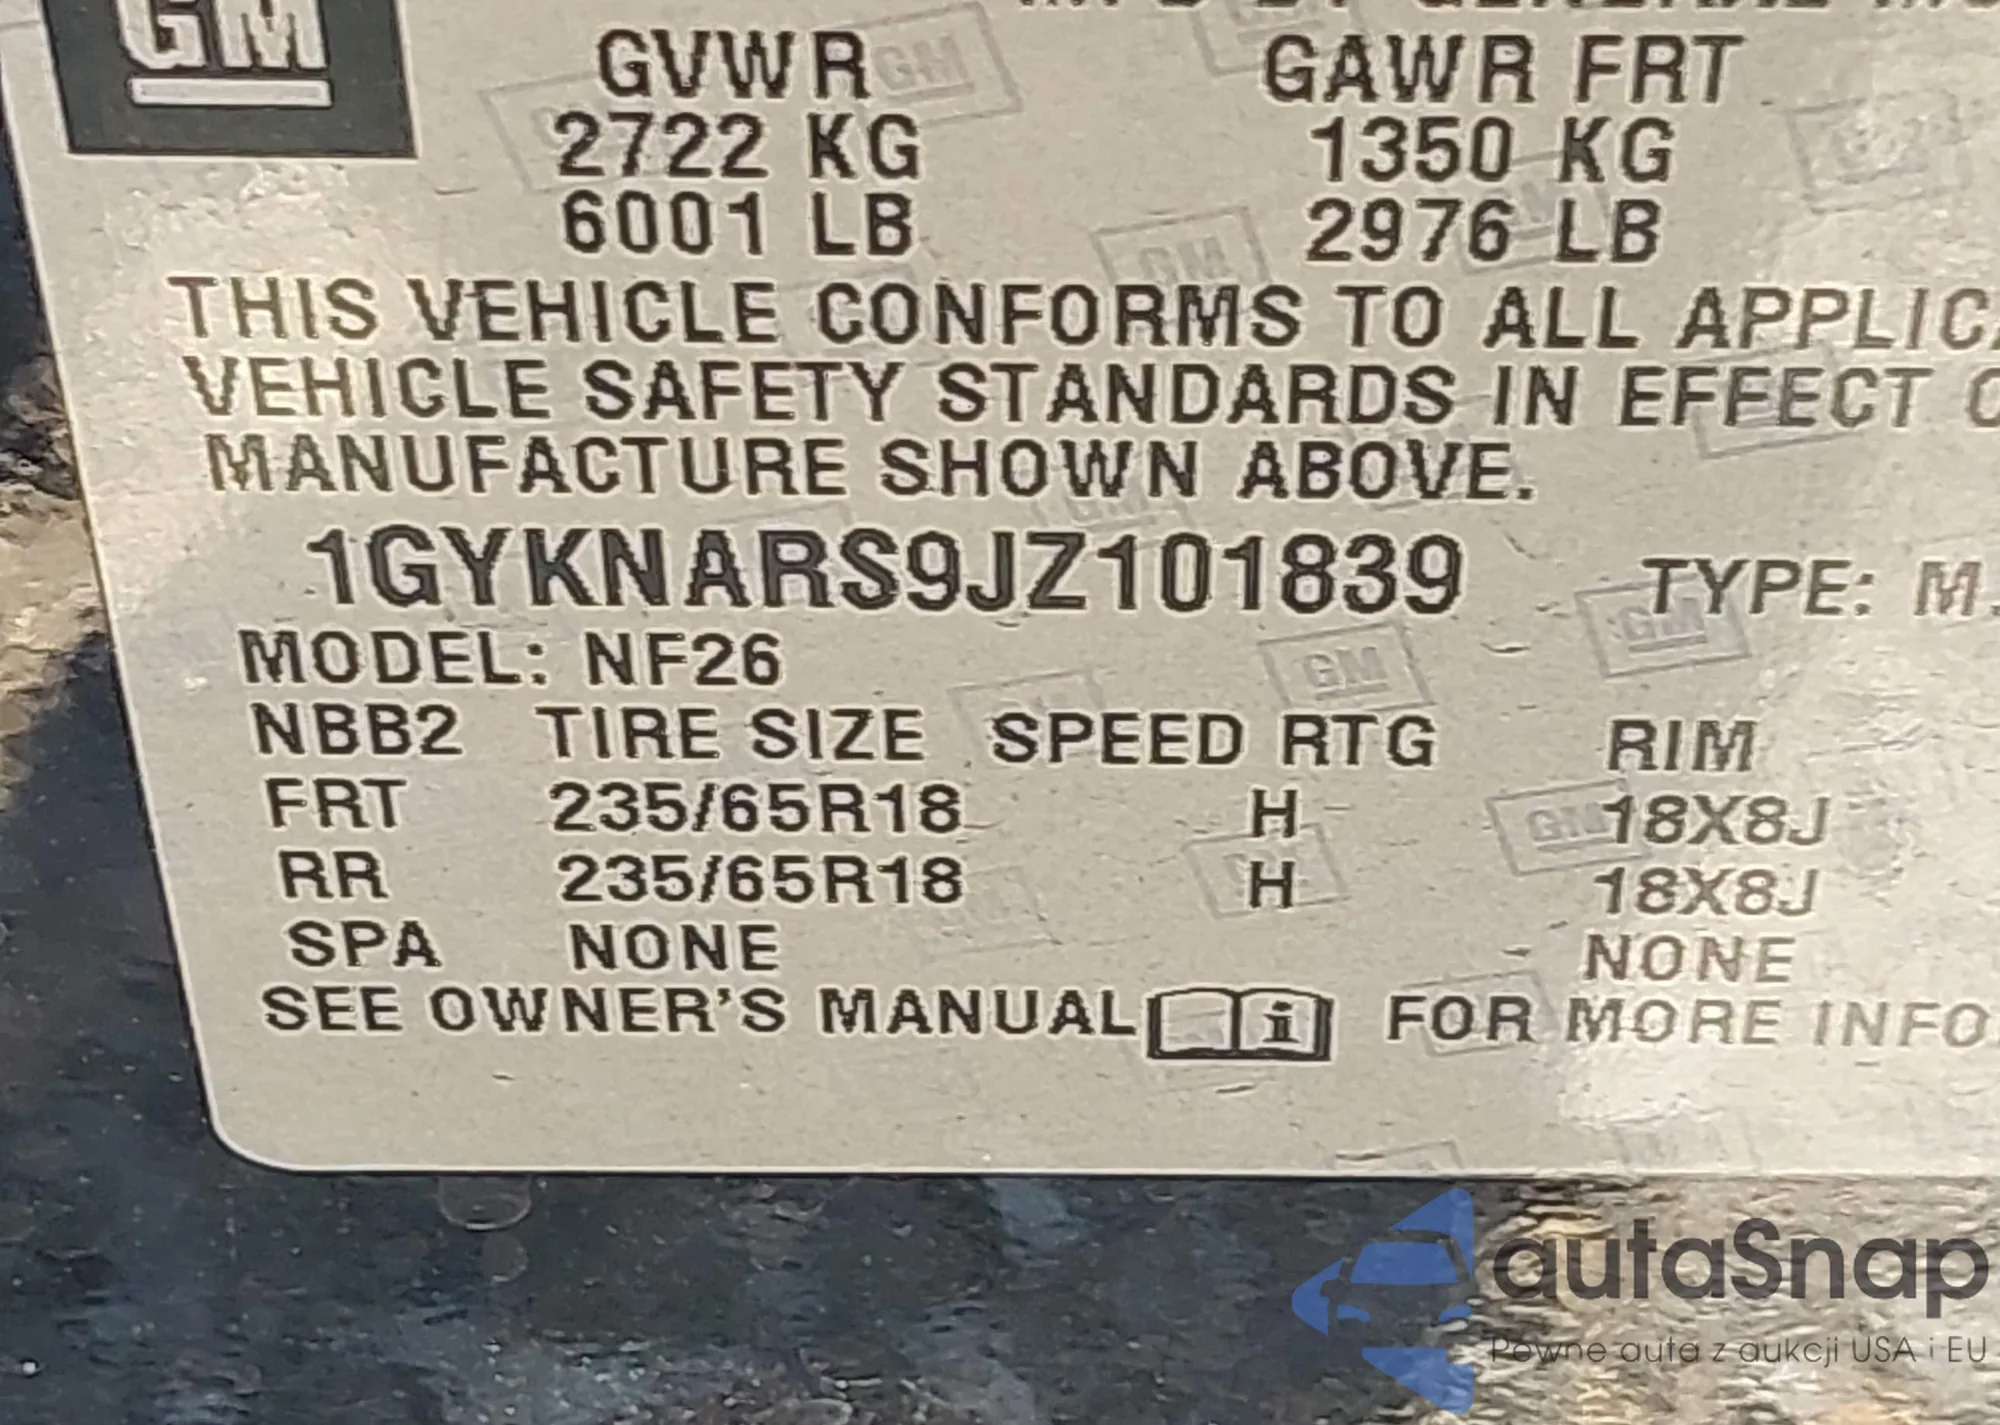 GM
GVWR GAWR FRT
2722 KG 1350 KG
6001 LB 2976 LB
THIS VEHICLE CONFORMS TO ALL APPLIC
VEHICLE SAFETY STANDARDS IN EFFECT
MANUFACTURE SHOWN ABOVE.
1GYKNARS9JZ101839 TYPE: M.
MODEL: NF26
NBB2 TIRE SIZE SPEED RTG RIM
FRT 235/65R18 H 18X8J
RR 235/65R18 H 18X8J
SPA NONE NONE
SEE OWNER'S MANUAL i FOR MORE INFO
autaSnap
Pewne auta z aukcji USA i EU